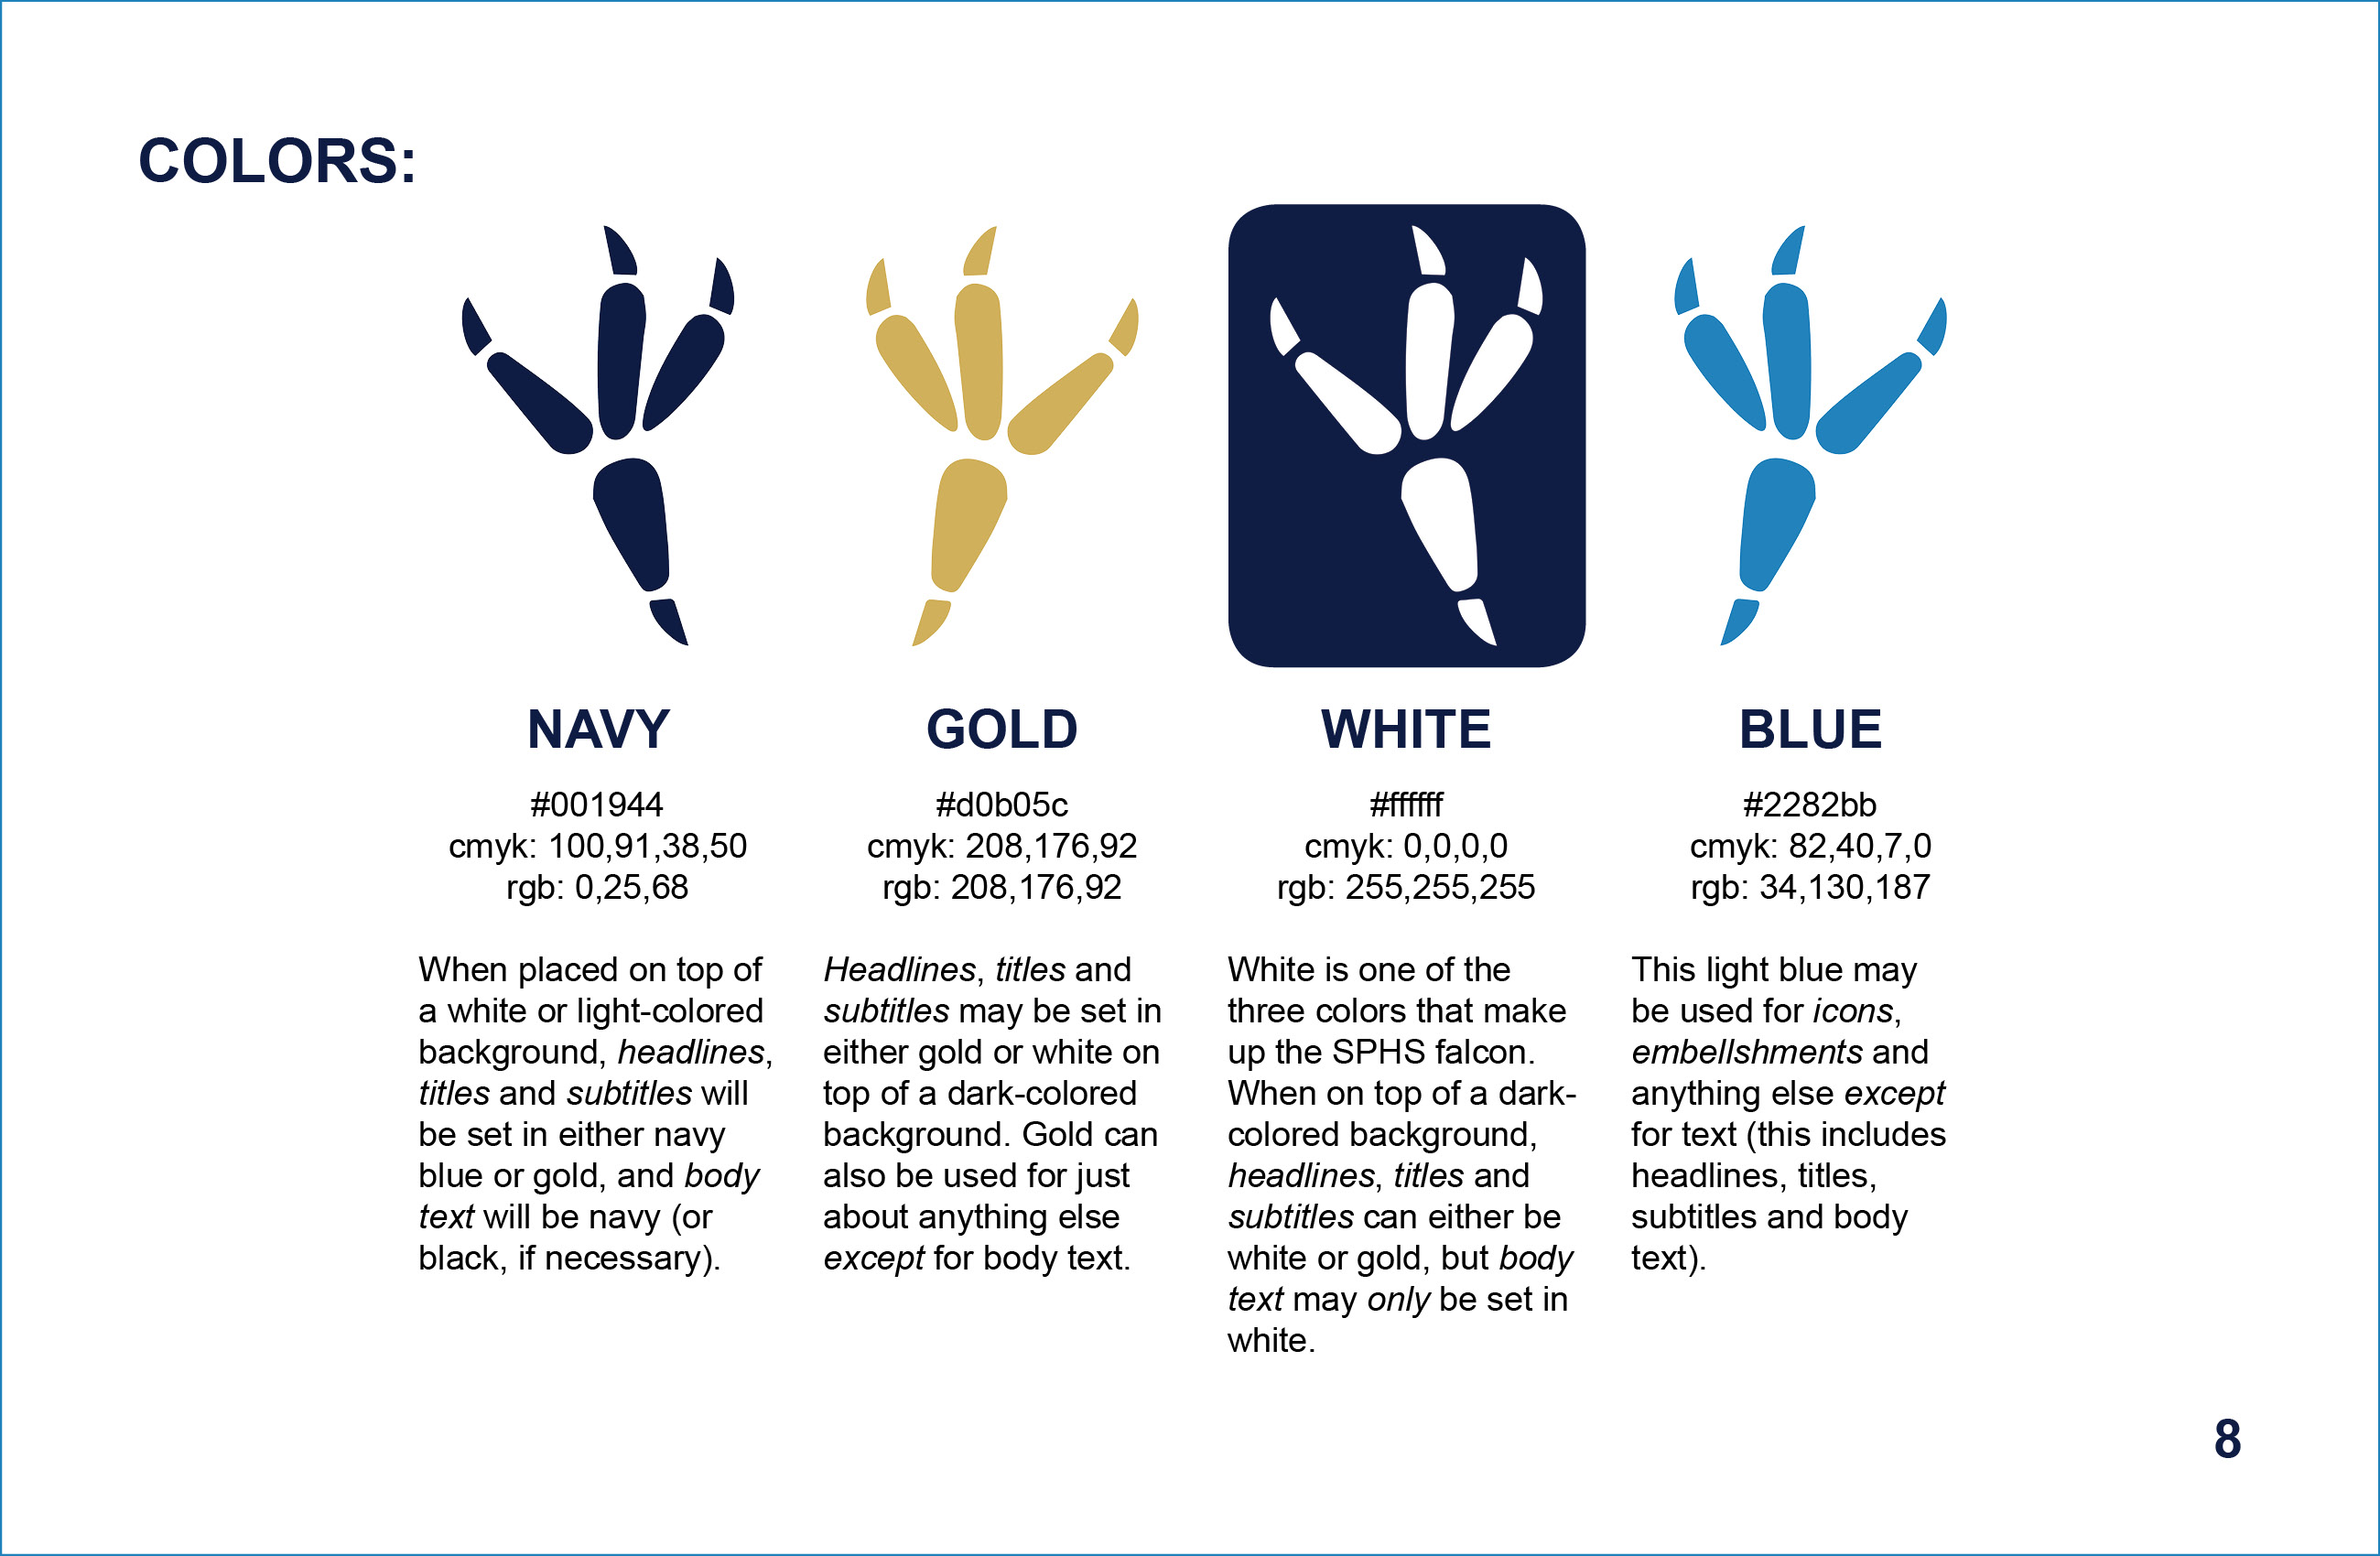 COLORS:
NAVY
#001944
cmyk: 100,91,38,50
rgb: 0,25,68
When placed on top of
a white or light-colored
background, headlines,
titles and subtitles will
be set in either navy
blue or gold, and body
text will be navy (or
black, if necessary).
GOLD
#d0b05c
cmyk: 208,176,92
rgb: 208,176,92
Headlines, titles and
subtitles may be set in
either gold or white on
top of a dark-colored
background. Gold can
also be used for just
about anything else
except for body text.
WHITE
#ffffff
cmyk: 0,0,0,0
rgb: 255,255,255
White is one of the
three colors that make
up the SPHS falcon.
When on top of a dark-
colored background,
headlines, titles and
subtitles can either be
white or gold, but body
text may only be set in
white.
BLUE
#2282bb
cmyk: 82,40,7,0
rgb: 34,130,187
This light blue may
be used for icons,
embellshments and
anything else except
for text (this includes
headlines, titles,
subtitles and body
text).
8